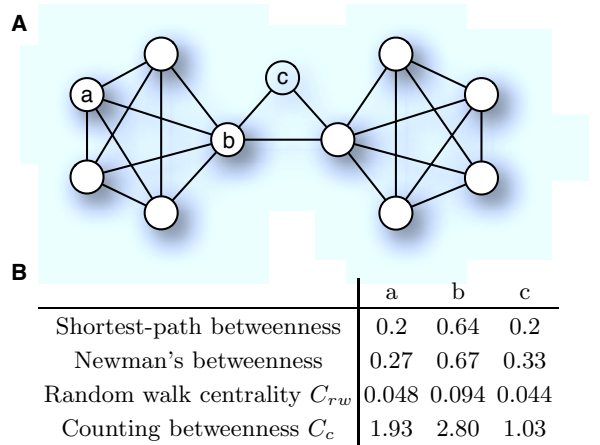 A
c
a
b
B
a b c
Shortest-path betweenness 0.2 0.64 0.2
Newman's betweenness 0.27 0.67 0.33
Random walk centrality C_rw 0.048 0.094 0.044
Counting betweenness C_c 1.93 2.80 1.03